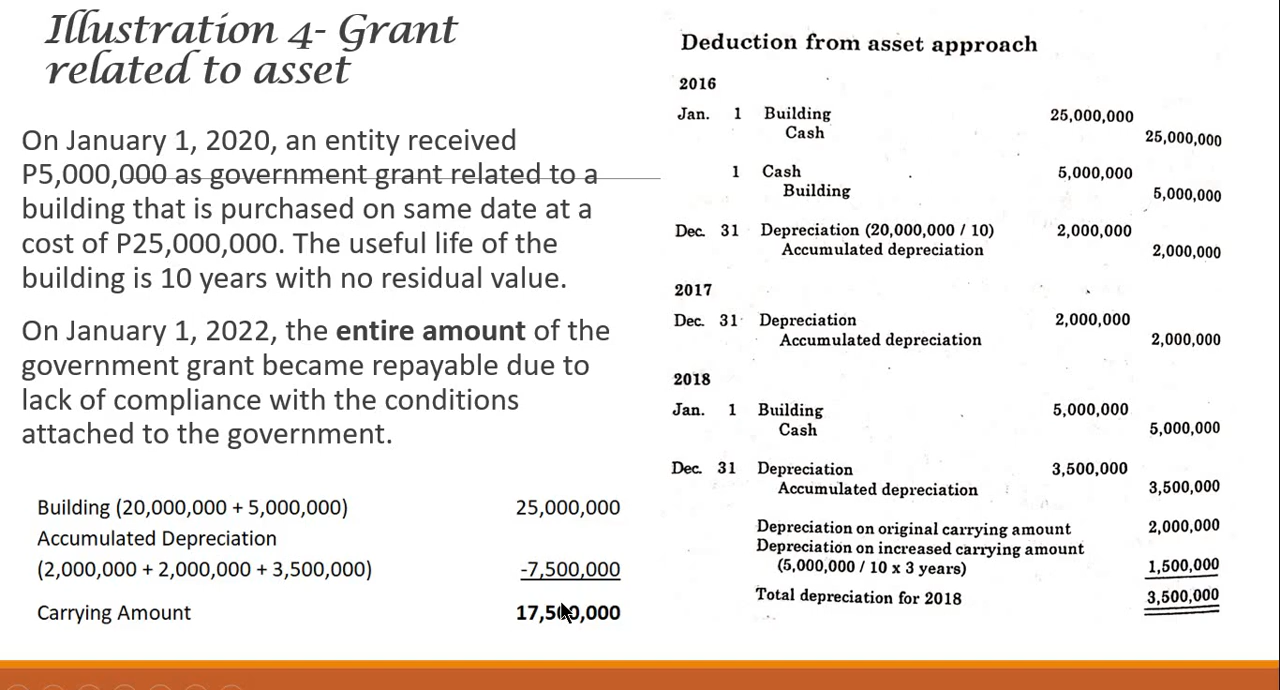 Illustration 4- Grant
related to asset
On January 1, 2020, an entity received
P5,000,000 as government grant related to a
building that is purchased on same date at a
cost of P25,000,000. The useful life of the
building is 10 years with no residual value.
On January 1, 2022, the entire amount of the
government grant became repayable due to
lack of compliance with the conditions
attached to the government.
Building (20,000,000 + 5,000,000) 25,000,000
Accumulated Depreciation
(2,000,000 + 2,000,000 + 3,500,000) -7,500,000
Carrying Amount 17,500,000
Deduction from asset approach
2016
Jan. 1 Building 25,000,000
Cash 25,000,000
1 Cash 5,000,000
Building 5,000,000
Dec. 31 Depreciation (20,000,000 / 10) 2,000,000
Accumulated depreciation 2,000,000
2017
Dec. 31 Depreciation 2,000,000
Accumulated depreciation 2,000,000
2018
Jan. 1 Building 5,000,000
Cash 5,000,000
Dec. 31 Depreciation 3,500,000
Accumulated depreciation 3,500,000
Depreciation on original carrying amount 2,000,000
Depreciation on increased carrying amount
(5,000,000 / 10 x 3 years) 1,500,000
Total depreciation for 2018 3,500,000